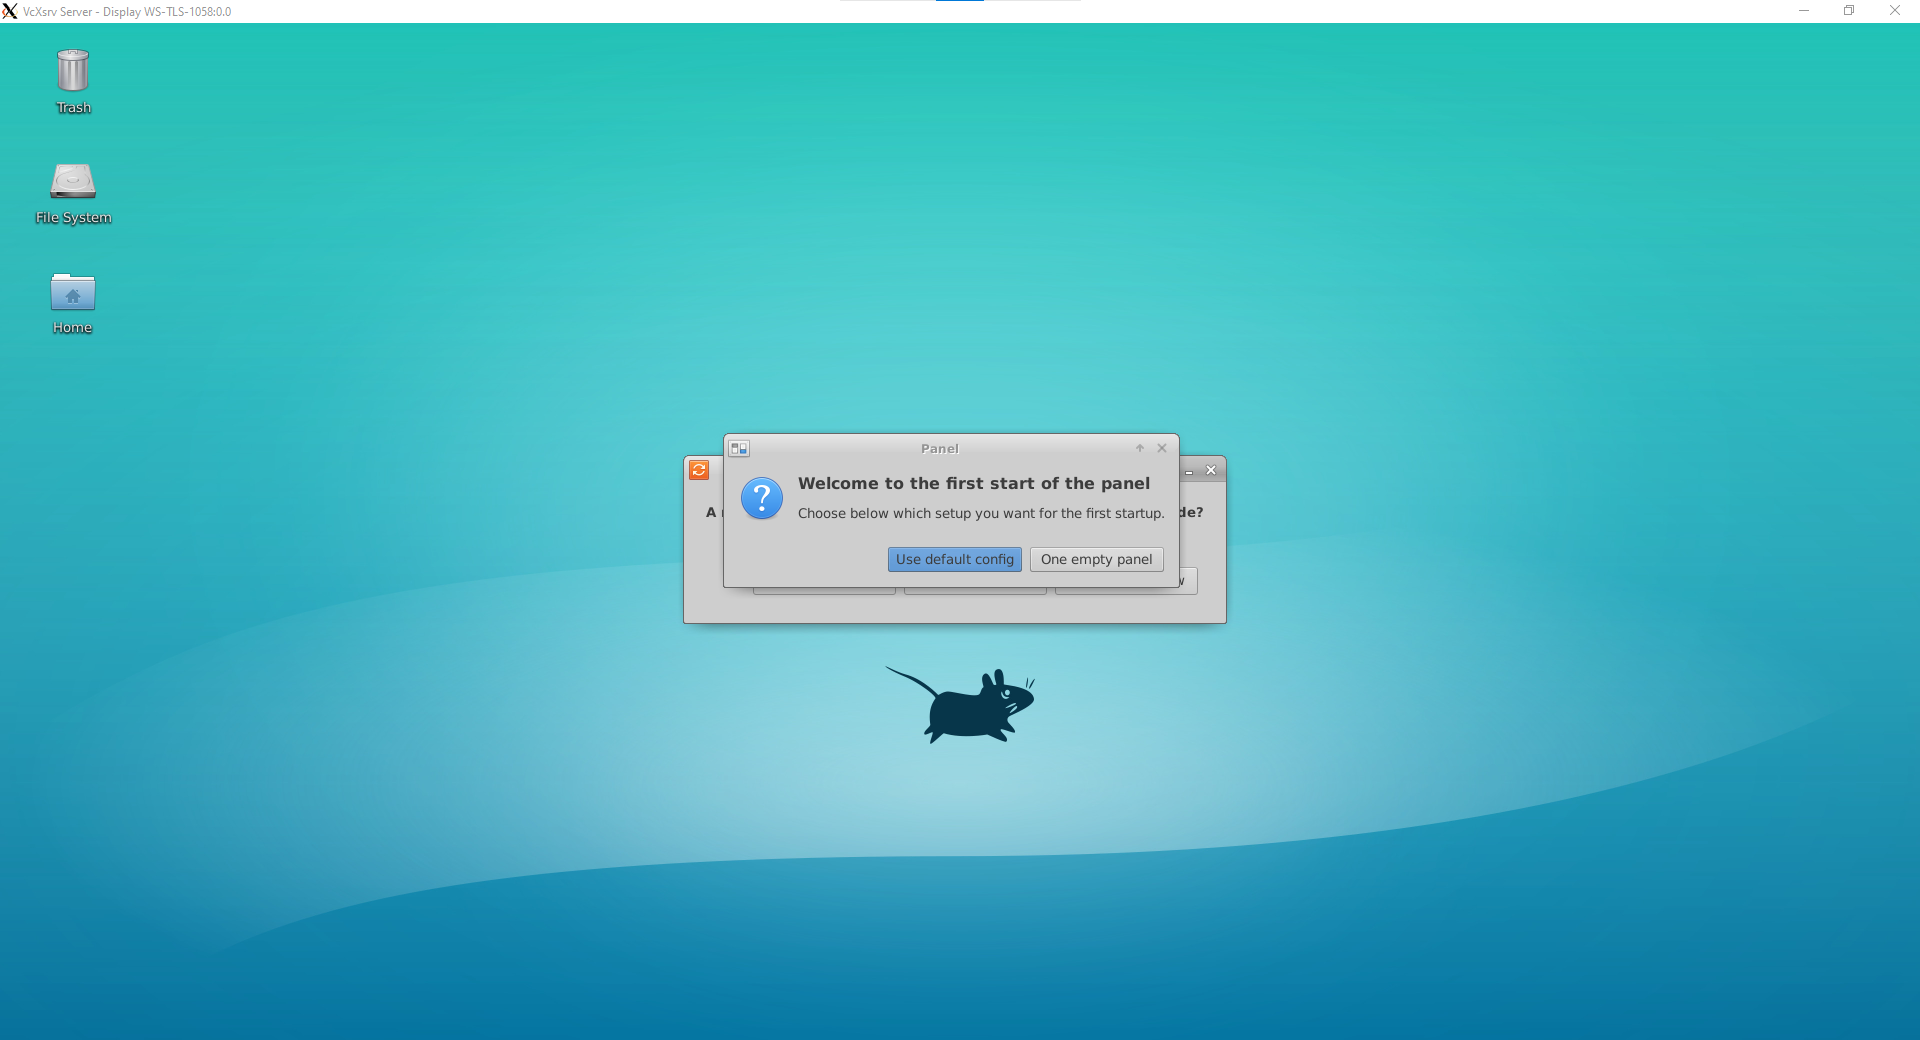 VcXsrv Server - Display WS-TLS-1058:0.0
Trash
File System
Home
Panel
Welcome to the first start of the panel
Choose below which setup you want for the first startup.
A
de?
Use default config
One empty panel